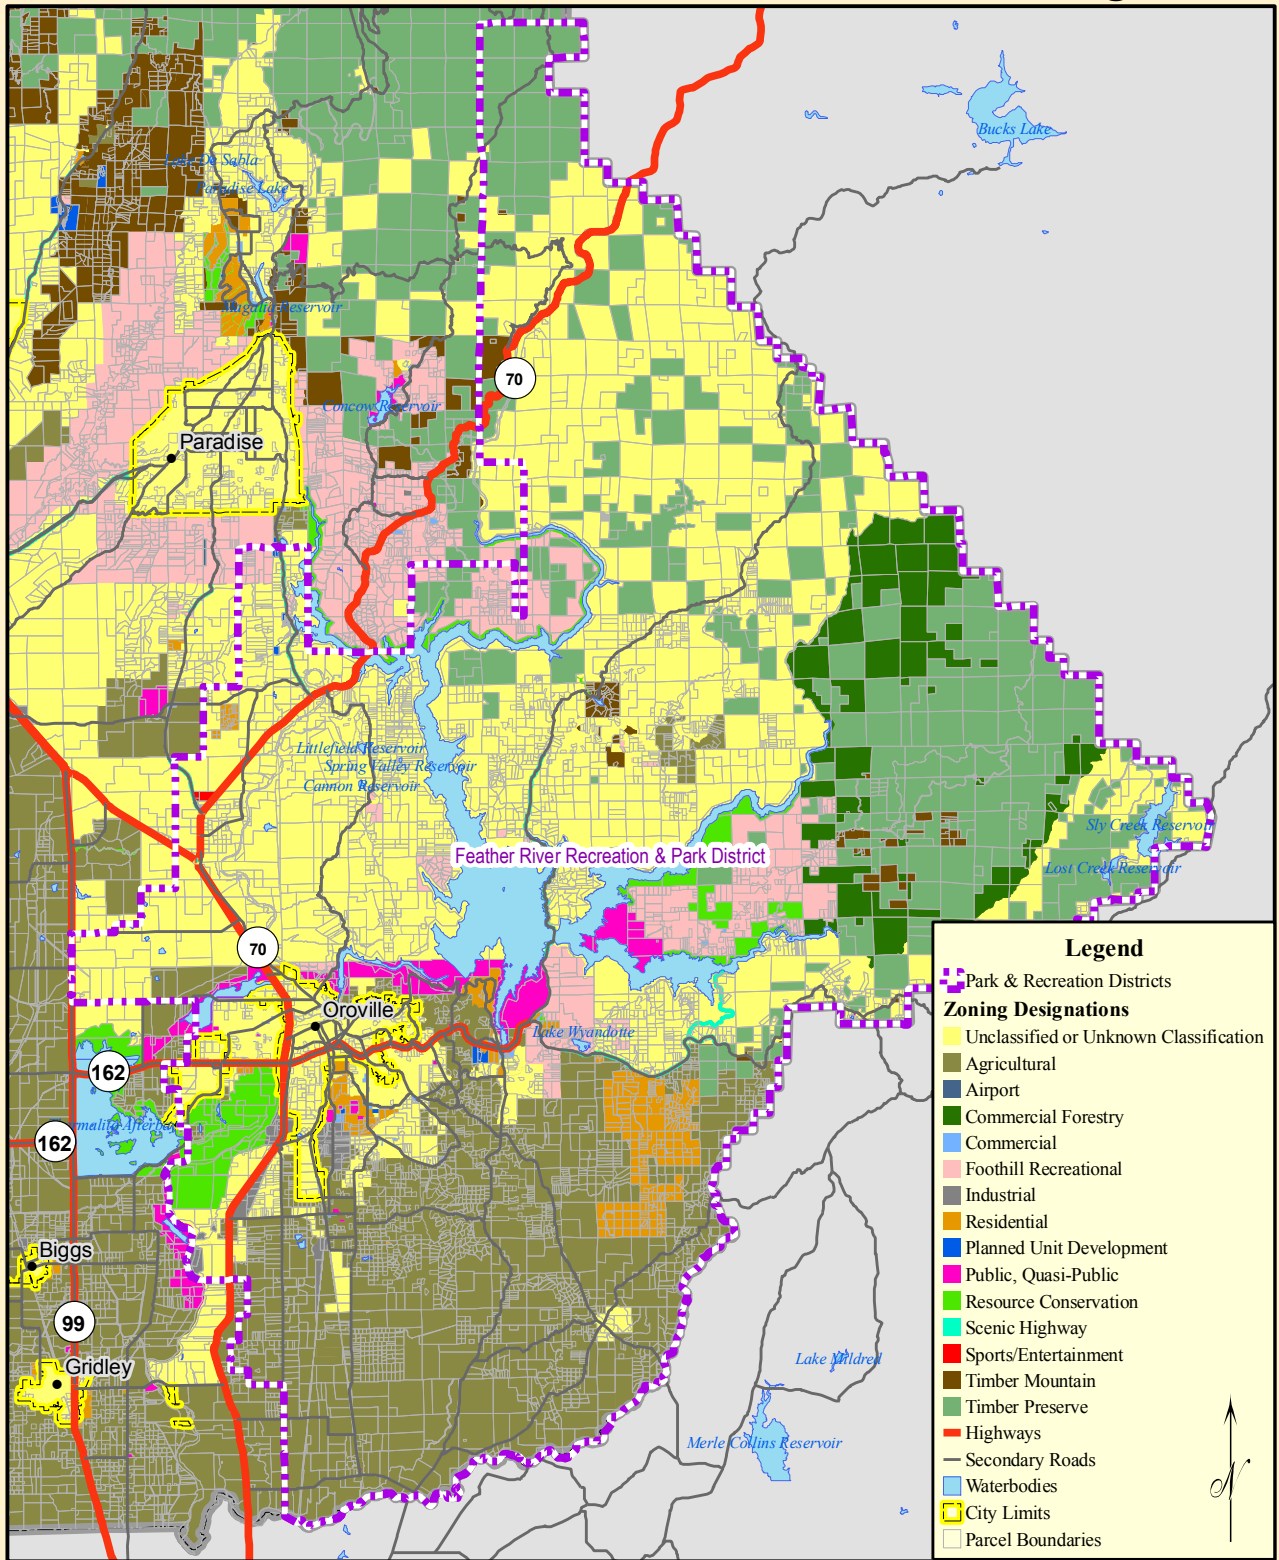 Bucks Lake
Lake De Sabla
Paradise Lake
Magalia Reservoir
70
Concow Reservoir
Paradise
Littlefield Reservoir
Spring Valley Reservoir
Cannon Reservoir
Sly Creek Reservoir
Feather River Recreation & Park District
Lost Creek Reservoir
70
Oroville
Lake Wyandotte
162
162
Biggs
99
Gridley
Lake Mildred
Merle Collins Reservoir
Legend
Park & Recreation Districts
Zoning Designations
Unclassified or Unknown Classification
Agricultural
Airport
Commercial Forestry
Commercial
Foothill Recreational
Industrial
Residential
Planned Unit Development
Public, Quasi-Public
Resource Conservation
Scenic Highway
Sports/Entertainment
Timber Mountain
Timber Preserve
Highways
Secondary Roads
Waterbodies
City Limits
Parcel Boundaries
N